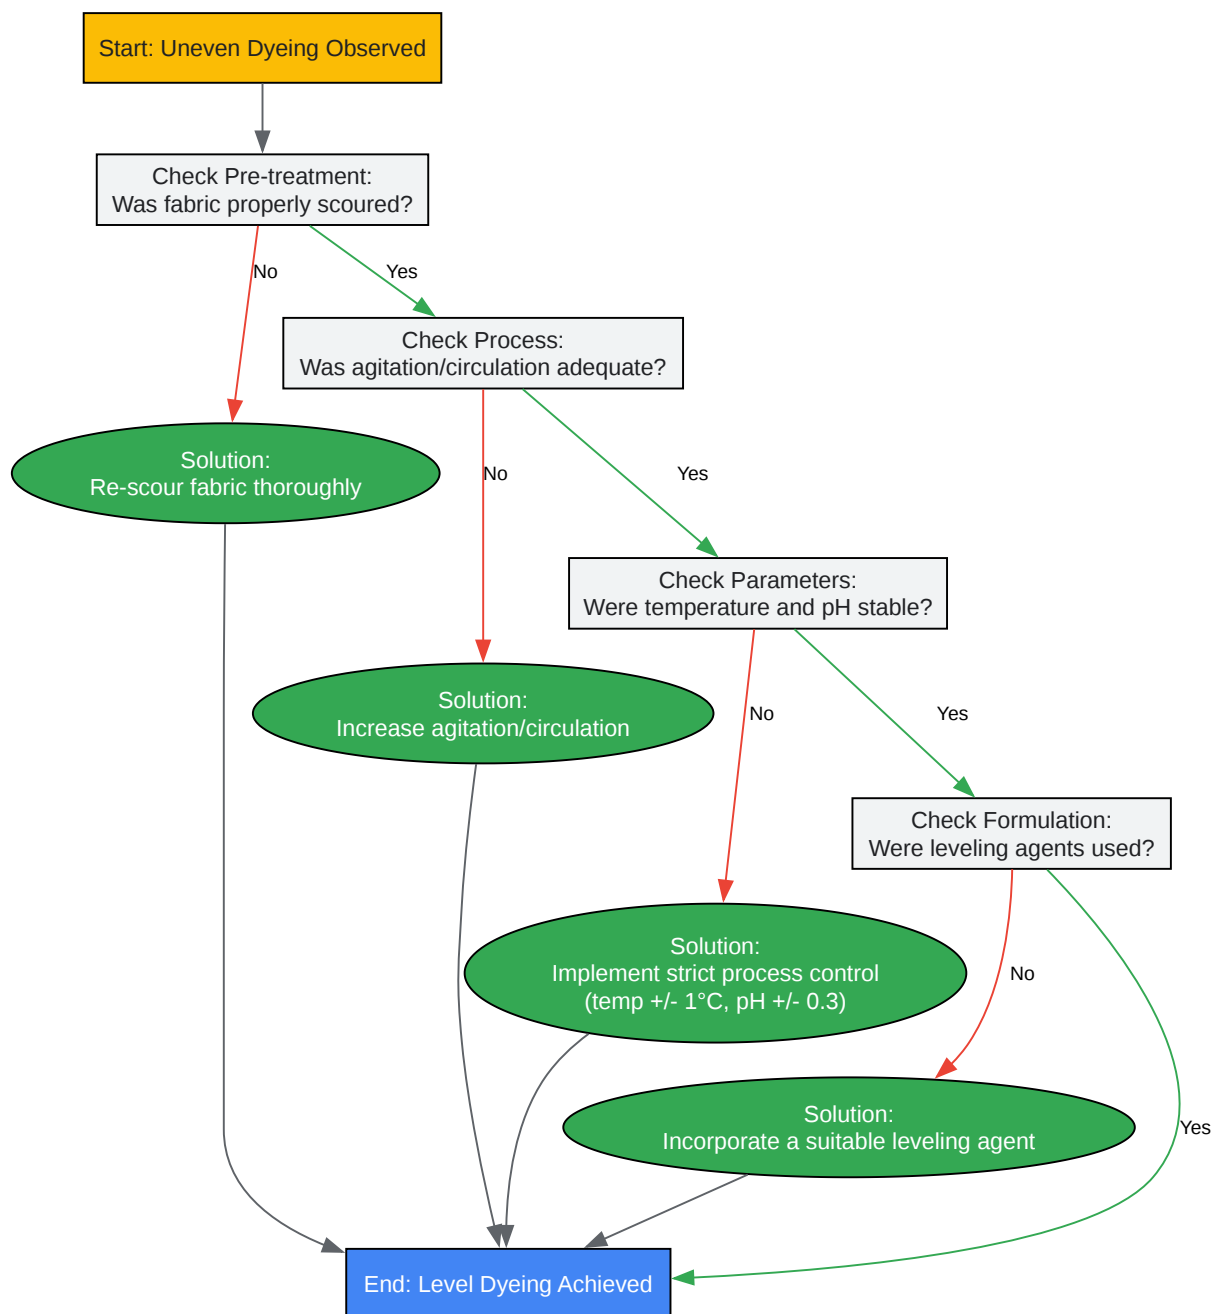 Start: Uneven Dyeing Observed
Check Pre-treatment:
Was fabric properly scoured?
No
Yes
Check Process:
Was agitation/circulation adequate?
Solution:
Re-scour fabric thoroughly
No
Yes
Check Parameters:
Were temperature and pH stable?
Solution:
Increase agitation/circulation
No
Yes
Check Formulation:
Were leveling agents used?
Solution:
Implement strict process control
(temp +/- 1°C, pH +/- 0.3)
No
Solution:
Incorporate a suitable leveling agent
Yes
End: Level Dyeing Achieved